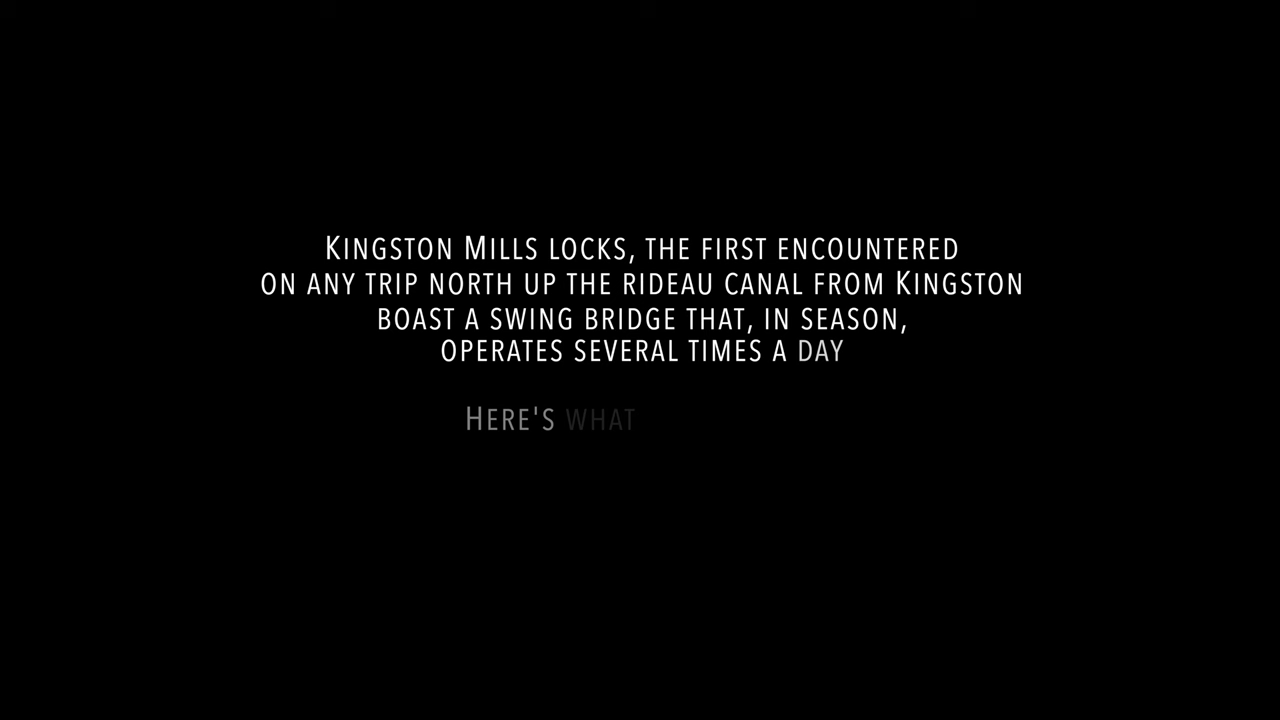 Kingston Mills locks, the first encountered
on any trip north up the rideau canal from Kingston
boast a swing bridge that, in season,
operates several times a day
Here's what